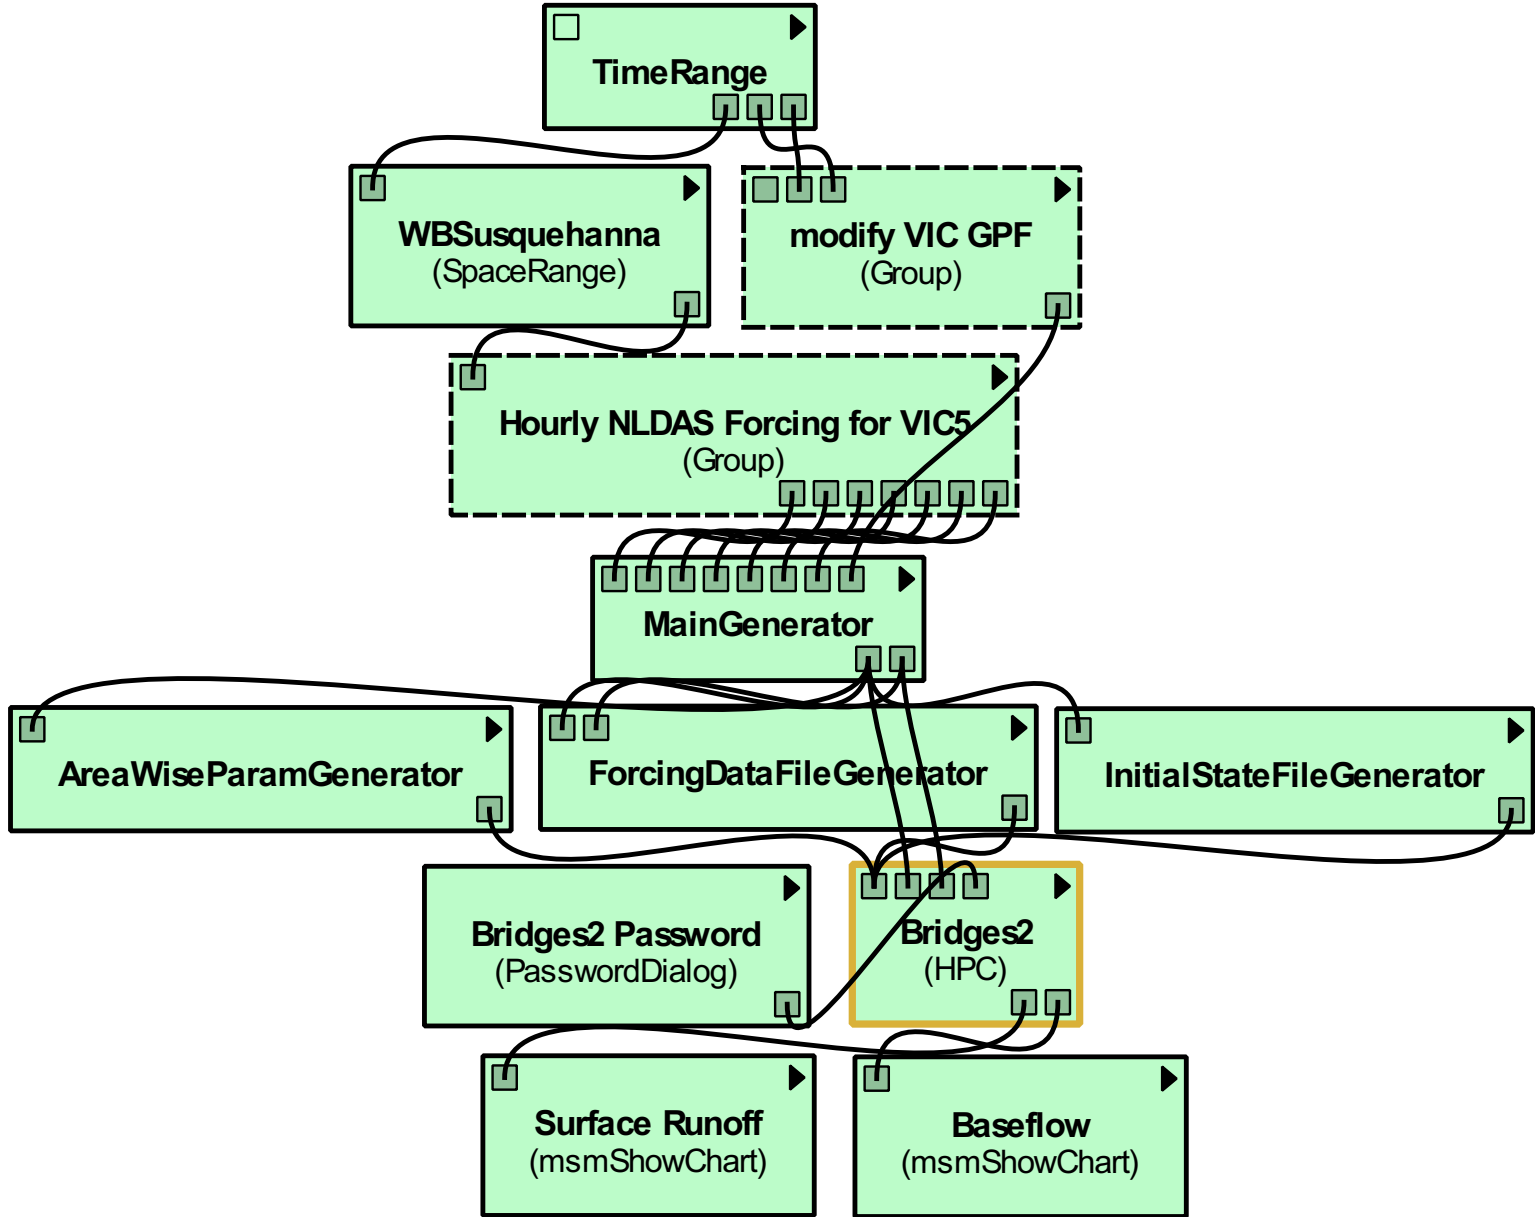 TimeRange
WBSusquehanna
(SpaceRange)
modify VIC GPF
(Group)
Hourly NLDAS Forcing for VIC5
(Group)
MainGenerator
AreaWiseParamGenerator
ForcingDataFileGenerator
InitialStateFileGenerator
Bridges2 Password
(PasswordDialog)
Bridges2
(HPC)
Surface Runoff
(msmShowChart)
Baseflow
(msmShowChart)